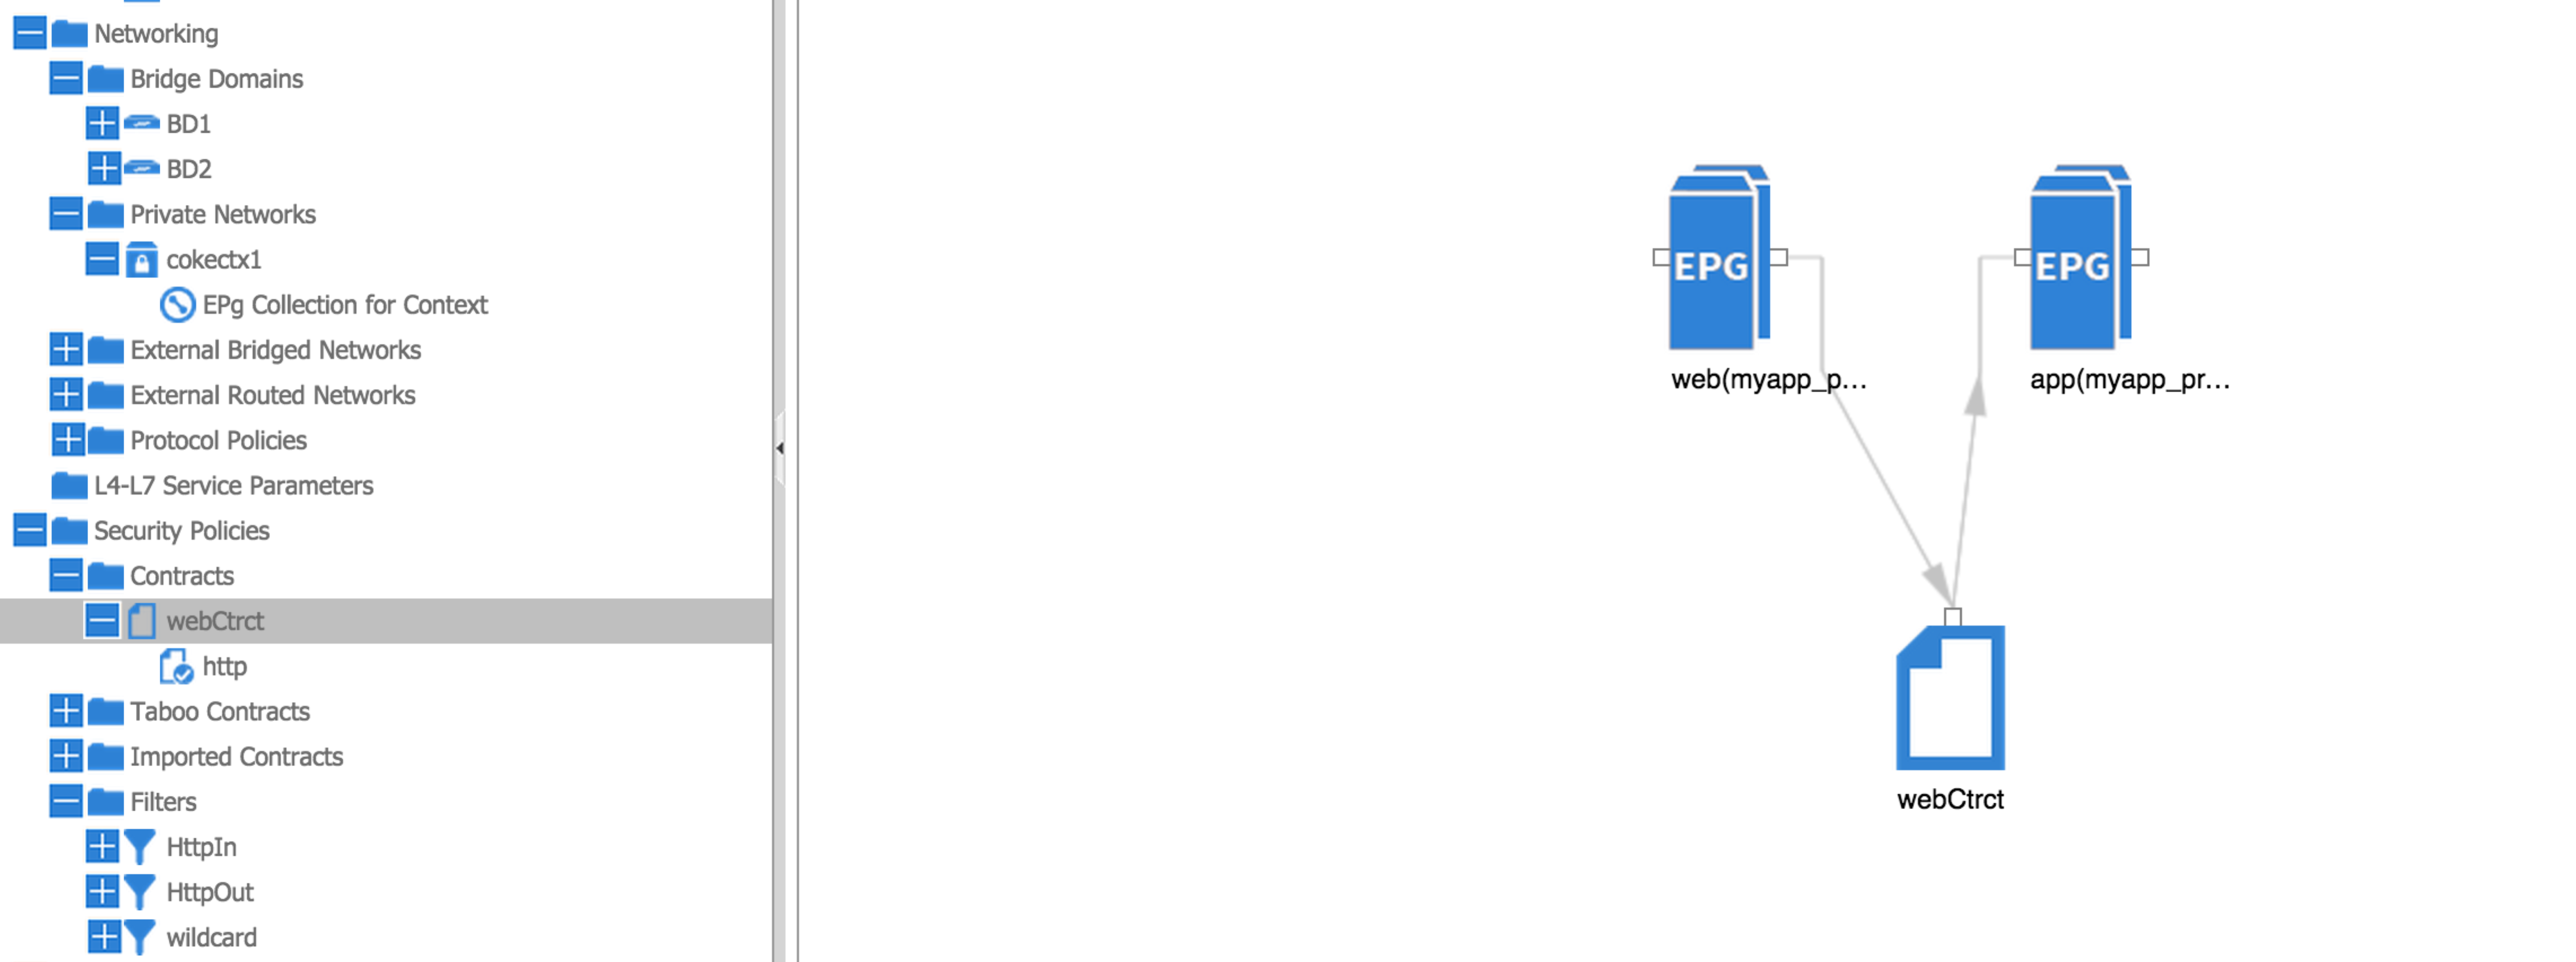 Networking
Bridge Domains
BD1
BD2
Private Networks
cokectx1
EPg Collection for Context
External Bridged Networks
External Routed Networks
Protocol Policies
L4-L7 Service Parameters
Security Policies
Contracts
webCtrct
http
Taboo Contracts
Imported Contracts
Filters
HttpIn
HttpOut
wildcard
EPG
EPG
web(myapp_p...
app(myapp_pr...
webCtrct